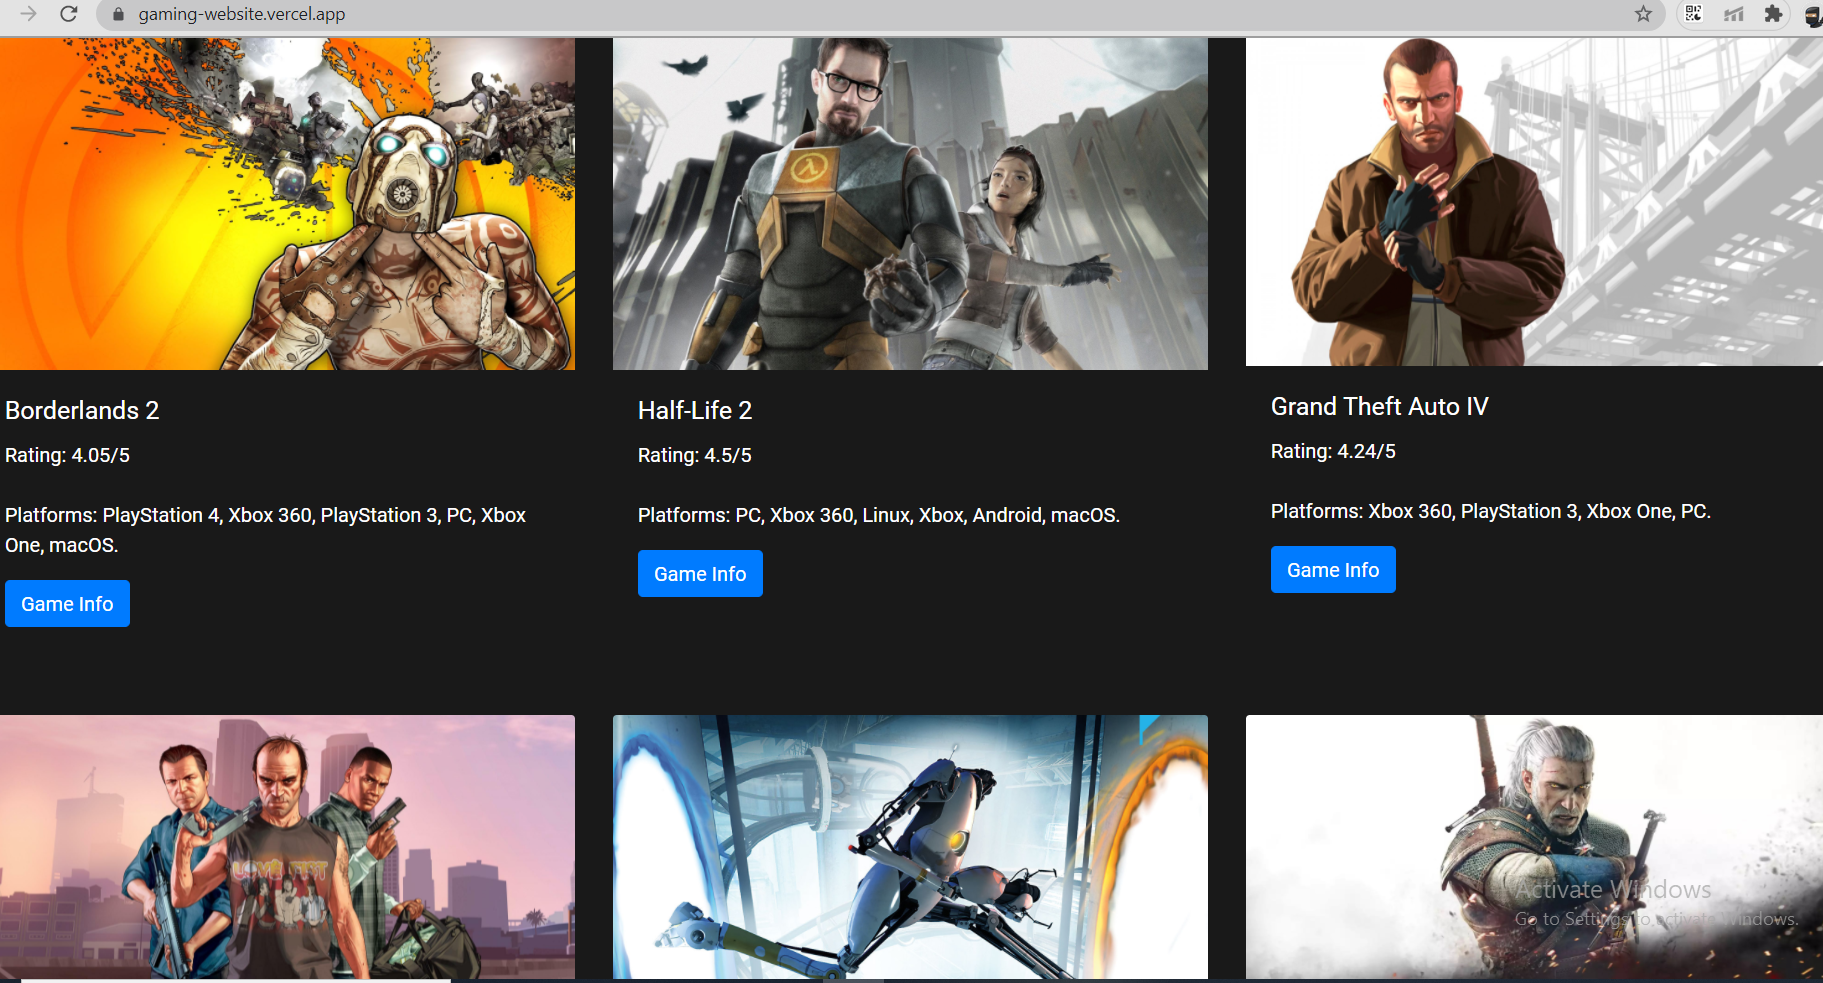 gaming-website.vercel.app
Borderlands 2
Rating: 4.05/5
Platforms: PlayStation 4, Xbox 360, PlayStation 3, PC, Xbox
One, macOS.
Game Info
Half-Life 2
Rating: 4.5/5
Platforms: PC, Xbox 360, Linux, Xbox, Android, macOS.
Game Info
Grand Theft Auto IV
Rating: 4.24/5
Platforms: Xbox 360, PlayStation 3, Xbox One, PC.
Game Info
LOVE FIST
Activate Windows
Go to Settings to activate Windows.